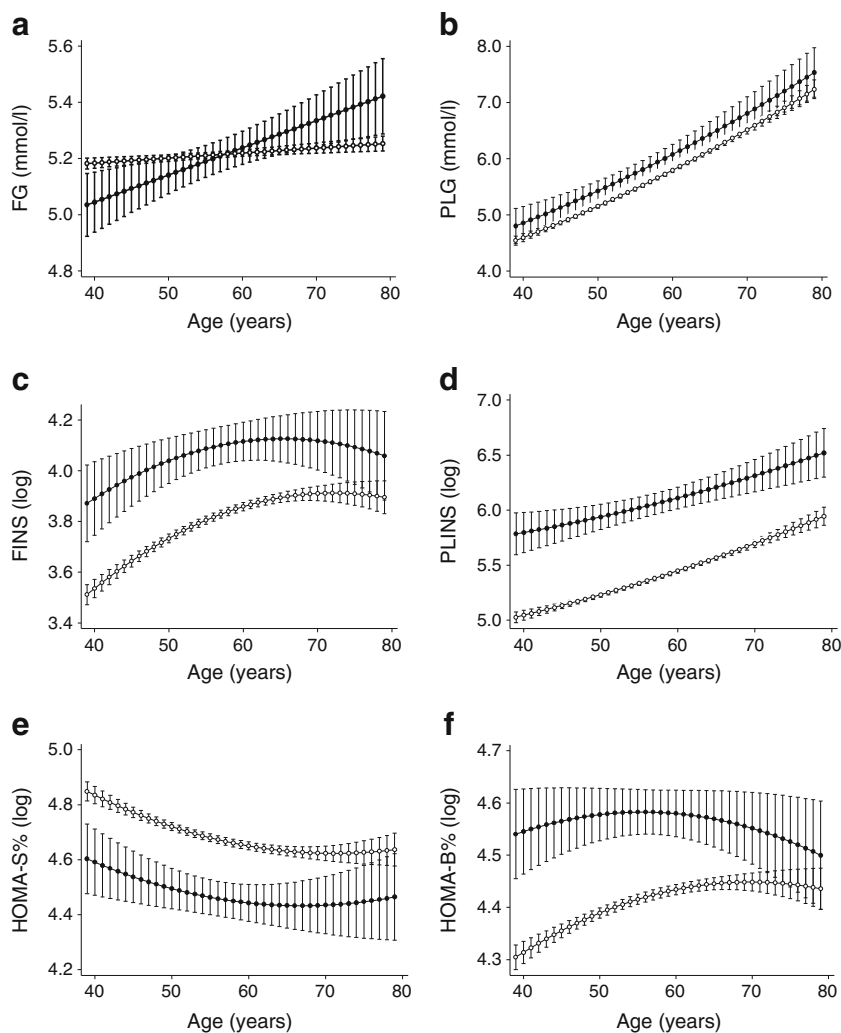 a
5.6
5.4
5.2
5.0
4.8
FG (mmol/l)
40 50 60 70 80
Age (years)
b
8.0
7.0
6.0
5.0
4.0
PLG (mmol/l)
40 50 60 70 80
Age (years)
c
4.2
4.0
3.8
3.6
3.4
FINS (log)
40 50 60 70 80
Age (years)
d
7.0
6.5
6.0
5.5
5.0
PLINS (log)
40 50 60 70 80
Age (years)
e
5.0
4.8
4.6
4.4
4.2
HOMA-S% (log)
40 50 60 70 80
Age (years)
f
4.7
4.6
4.5
4.4
4.3
HOMA-B% (log)
40 50 60 70 80
Age (years)